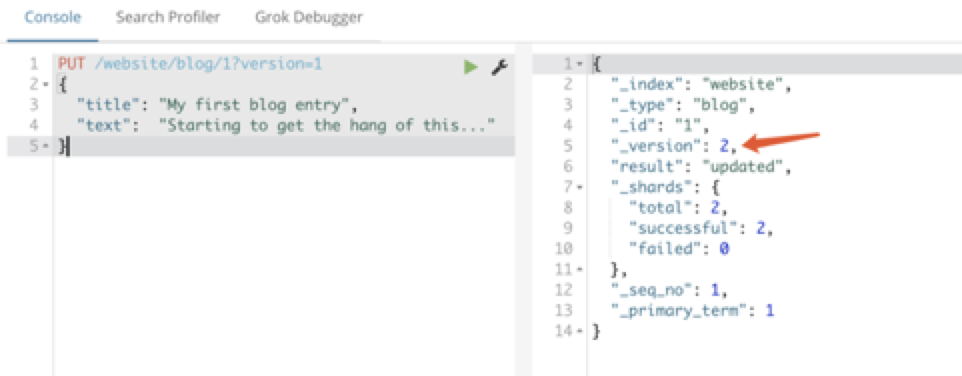 Console Search Profiler Grok Debugger
1 PUT /website/blog/1?version=1
2 {
3 "title": "My first blog entry",
4 "text": "Starting to get the hang of this..."
5 }
1 {
2 "_index": "website",
3 "_type": "blog",
4 "_id": "1",
5 "_version": 2,
6 "result": "updated",
7 "_shards": {
8 "total": 2,
9 "successful": 2,
10 "failed": 0
11 },
12 "_seq_no": 1,
13 "_primary_term": 1
14 }